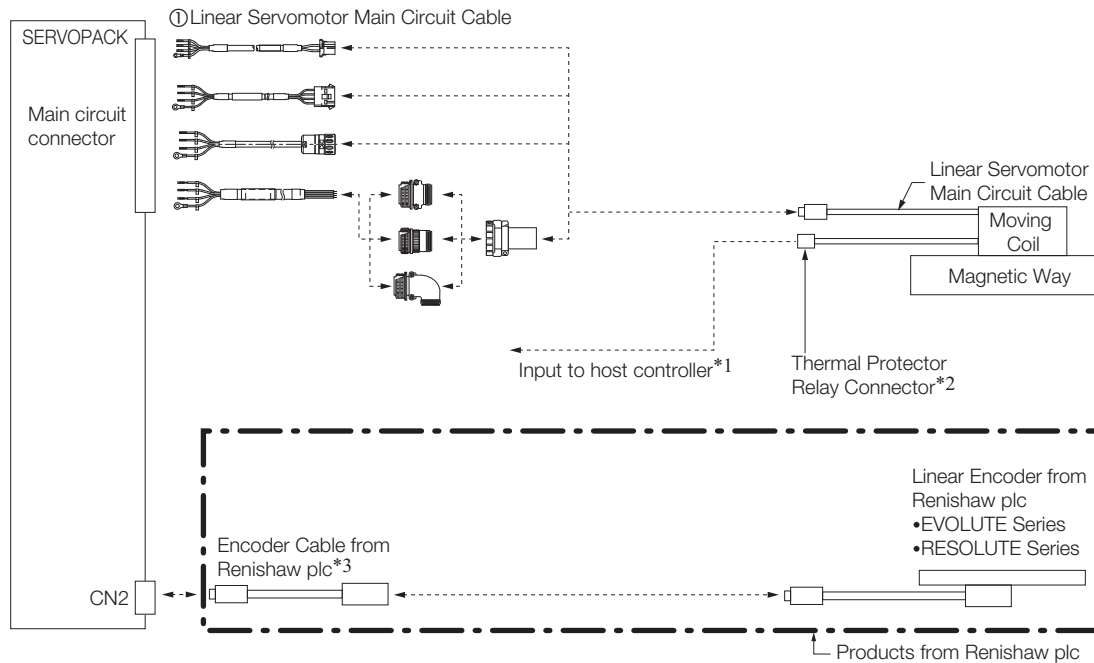 ①Linear Servomotor Main Circuit Cable
SERVOPACK
Main circuit
connector
Linear Servomotor
Main Circuit Cable
Moving
Coil
Magnetic Way
Input to host controller*1
Thermal Protector
Relay Connector*2
Linear Encoder from
Renishaw plc
•EVOLUTE Series
•RESOLUTE Series
Encoder Cable from
Renishaw plc*3
CN2
Products from Renishaw plc